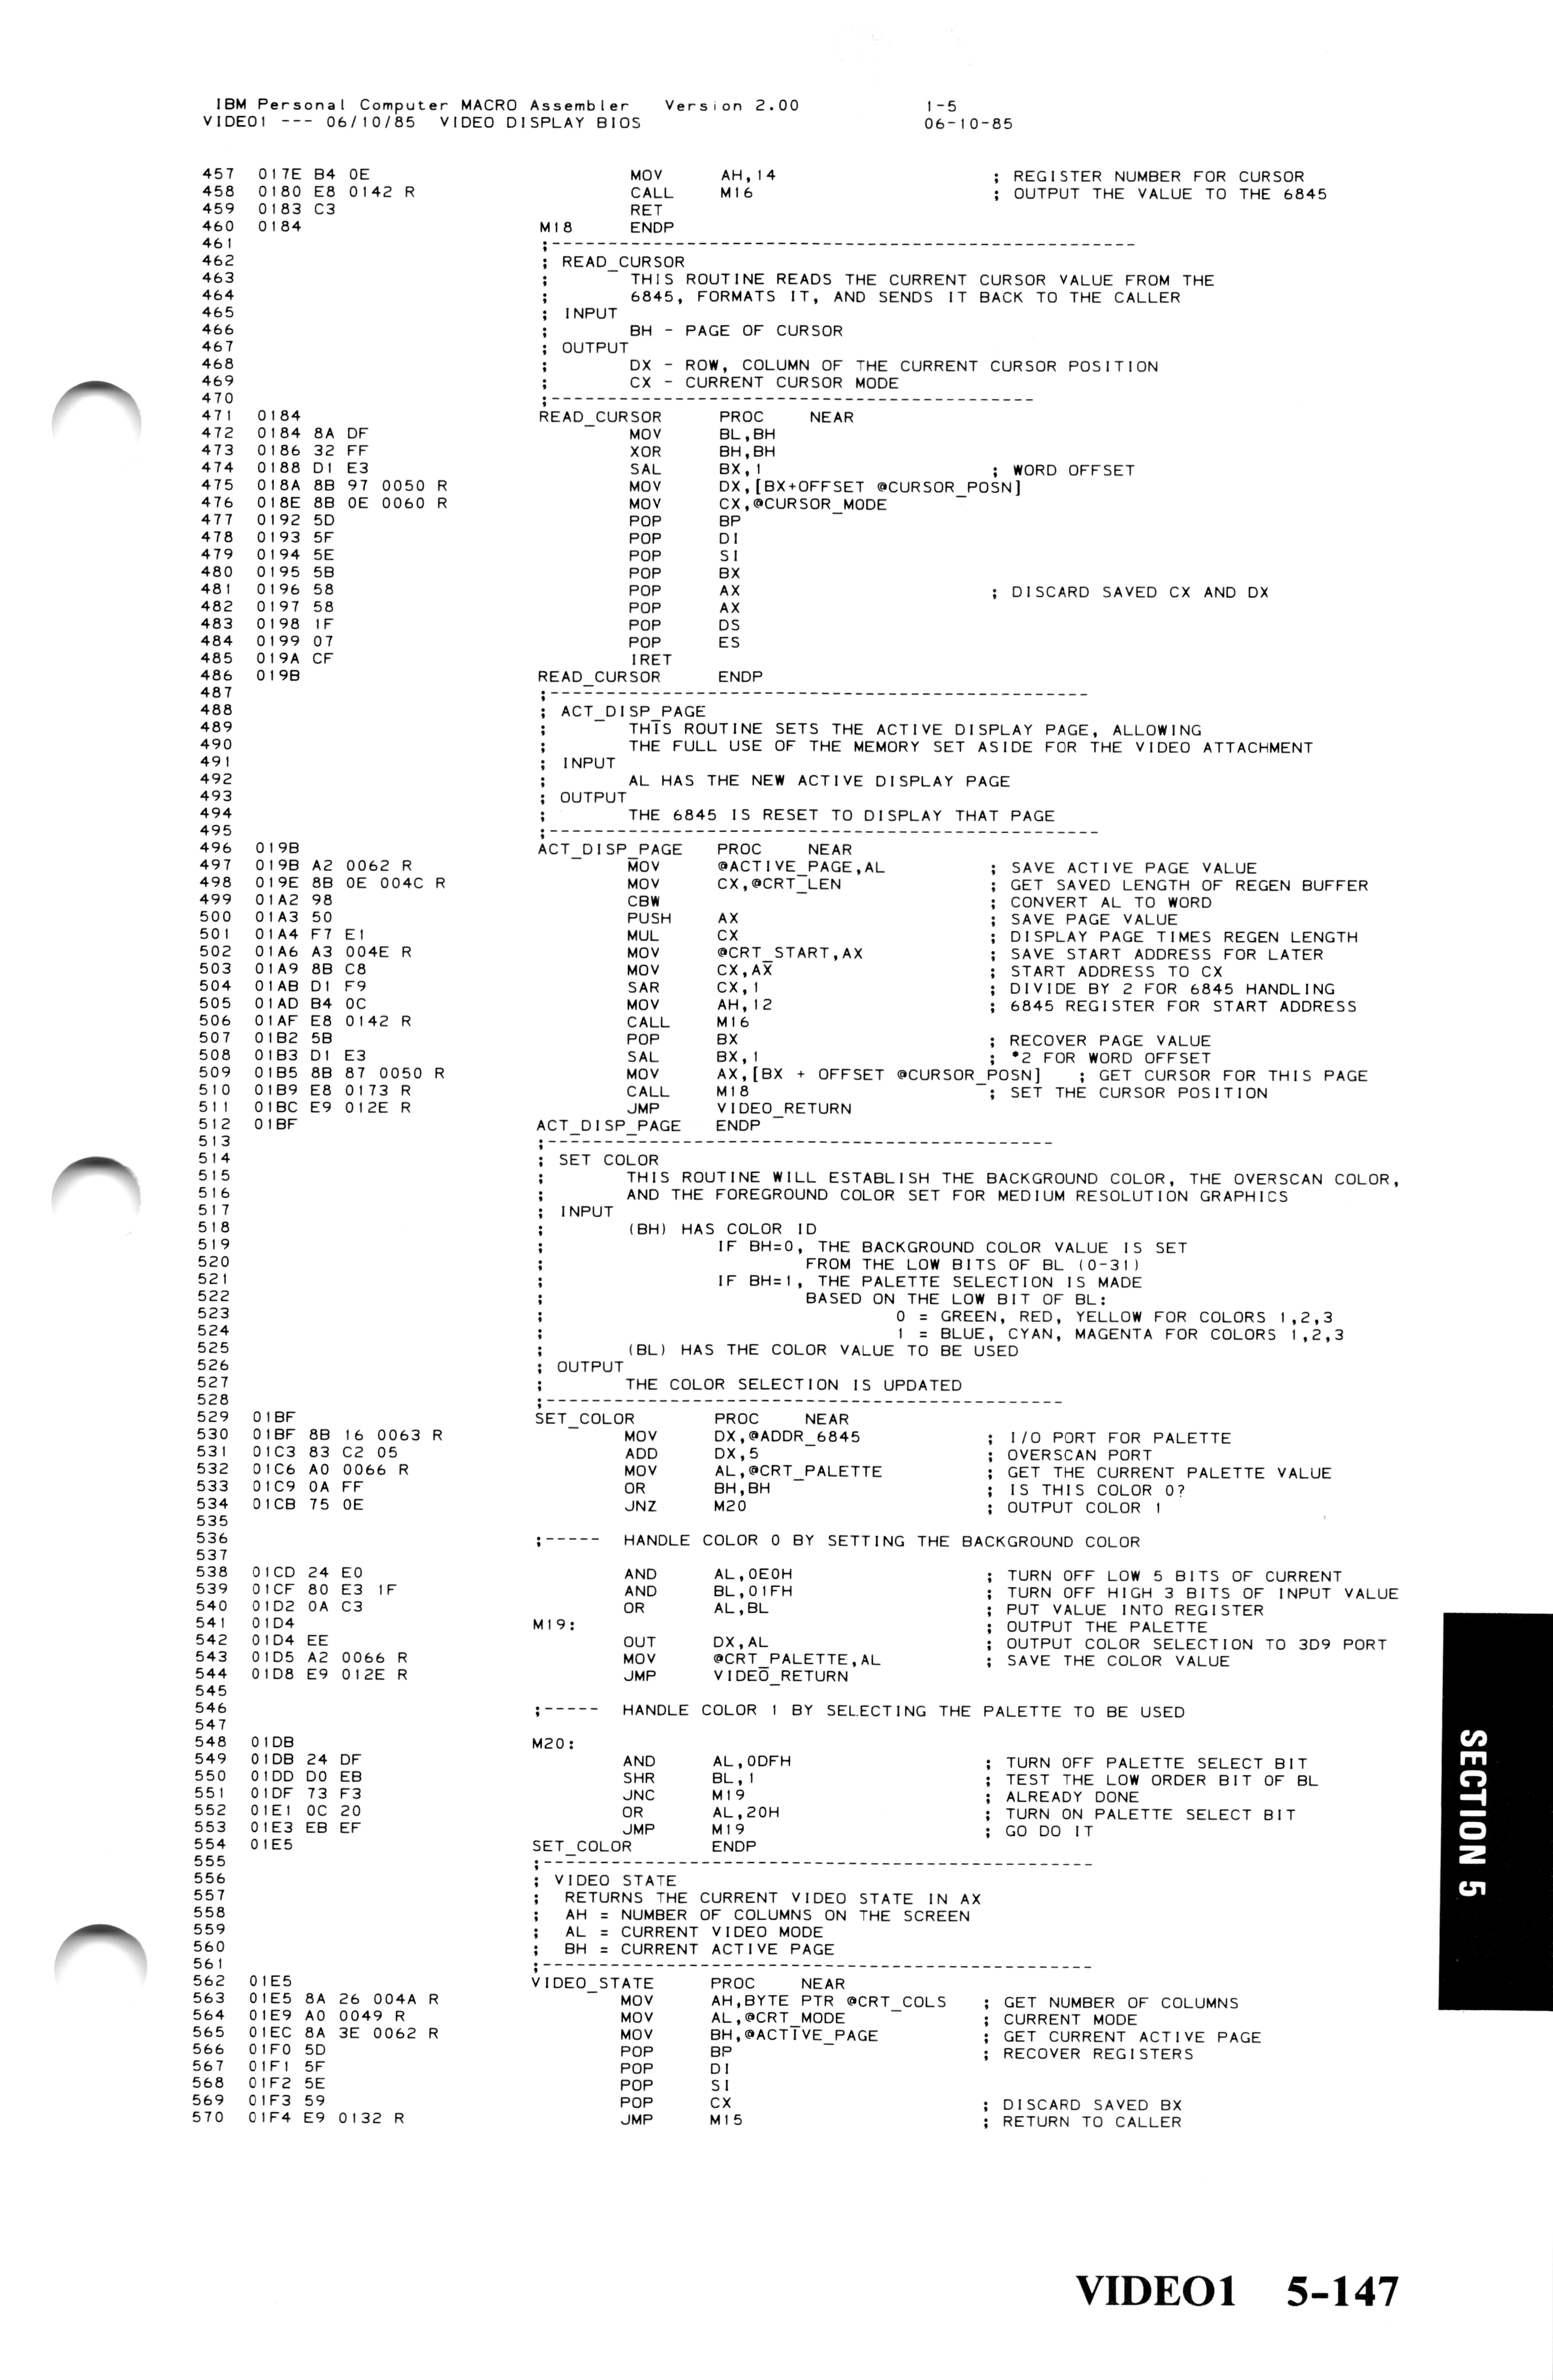 IBM Personal Computer MACRO Assembler   Version 2.00              1-5
VIDEO1 --- 06/10/85  VIDEO DISPLAY BIOS                           06-10-85
457  017E B4 0E                    MOV     AH,14                   ; REGISTER NUMBER FOR CURSOR
458  0180 E8 0142 R                CALL    M16                     ; OUTPUT THE VALUE TO THE 6845
459  0183 C3                       RET
460  0184                  M18     ENDP
461                        ;---------------------------------------------------
462                        ; READ_CURSOR
463                        ;       THIS ROUTINE READS THE CURRENT CURSOR VALUE FROM THE
464                        ;       6845, FORMATS IT, AND SENDS IT BACK TO THE CALLER
465                        ; INPUT
466                        ;       BH - PAGE OF CURSOR
467                        ; OUTPUT
468                        ;       DX - ROW, COLUMN OF THE CURRENT CURSOR POSITION
469                        ;       CX - CURRENT CURSOR MODE
470                        ;------------------------------------------
471  0184                  READ_CURSOR     PROC    NEAR
472  0184 8A DF                    MOV     BL,BH
473  0186 32 FF                    XOR     BH,BH
474  0188 D1 E3                    SAL     BX,1                    ; WORD OFFSET
475  018A 8B 97 0050 R             MOV     DX,[BX+OFFSET @CURSOR_POSN]
476  018E 8B 0E 0060 R             MOV     CX,@CURSOR_MODE
477  0192 5D                       POP     BP
478  0193 5F                       POP     DI
479  0194 5E                       POP     SI
480  0195 5B                       POP     BX
481  0196 58                       POP     AX                      ; DISCARD SAVED CX AND DX
482  0197 58                       POP     AX
483  0198 1F                       POP     DS
484  0199 07                       POP     ES
485  019A CF                       IRET
486  019B                  READ_CURSOR     ENDP
487                        ;-----------------------------------------------
488                        ; ACT_DISP_PAGE
489                        ;       THIS ROUTINE SETS THE ACTIVE DISPLAY PAGE, ALLOWING
490                        ;       THE FULL USE OF THE MEMORY SET ASIDE FOR THE VIDEO ATTACHMENT
491                        ; INPUT
492                        ;       AL HAS THE NEW ACTIVE DISPLAY PAGE
493                        ; OUTPUT
494                        ;       THE 6845 IS RESET TO DISPLAY THAT PAGE
495                        ;------------------------------------------------
496  019B                  ACT_DISP_PAGE   PROC    NEAR
497  019B A2 0062 R                MOV     @ACTIVE_PAGE,AL         ; SAVE ACTIVE PAGE VALUE
498  019E 8B 0E 004C R             MOV     CX,@CRT_LEN             ; GET SAVED LENGTH OF REGEN BUFFER
499  01A2 98                       CBW                             ; CONVERT AL TO WORD
500  01A3 50                       PUSH    AX                      ; SAVE PAGE VALUE
501  01A4 F7 E1                    MUL     CX                      ; DISPLAY PAGE TIMES REGEN LENGTH
502  01A6 A3 004E R                MOV     @CRT_START,AX           ; SAVE START ADDRESS FOR LATER
503  01A9 8B C8                    MOV     CX,AX                   ; START ADDRESS TO CX
504  01AB D1 F9                    SAR     CX,1                    ; DIVIDE BY 2 FOR 6845 HANDLING
505  01AD B4 0C                    MOV     AH,12                   ; 6845 REGISTER FOR START ADDRESS
506  01AF E8 0142 R                CALL    M16
507  01B2 5B                       POP     BX                      ; RECOVER PAGE VALUE
508  01B3 D1 E3                    SAL     BX,1                    ; *2 FOR WORD OFFSET
509  01B5 8B 87 0050 R             MOV     AX,[BX + OFFSET @CURSOR_POSN]   ; GET CURSOR FOR THIS PAGE
510  01B9 E8 0173 R                CALL    M18                     ; SET THE CURSOR POSITION
511  01BC E9 012E R                JMP     VIDEO_RETURN
512  01BF                  ACT_DISP_PAGE   ENDP
513                        ;--------------------------------------------
514                        ; SET COLOR
515                        ;       THIS ROUTINE WILL ESTABLISH THE BACKGROUND COLOR, THE OVERSCAN COLOR,
516                        ;       AND THE FOREGROUND COLOR SET FOR MEDIUM RESOLUTION GRAPHICS
517                        ; INPUT
518                        ;       (BH) HAS COLOR ID
519                        ;               IF BH=0, THE BACKGROUND COLOR VALUE IS SET
520                        ;                       FROM THE LOW BITS OF BL (0-31)
521                        ;               IF BH=1, THE PALETTE SELECTION IS MADE
522                        ;                       BASED ON THE LOW BIT OF BL:
523                        ;                               0 = GREEN, RED, YELLOW FOR COLORS 1,2,3
524                        ;                               1 = BLUE, CYAN, MAGENTA FOR COLORS 1,2,3
525                        ;       (BL) HAS THE COLOR VALUE TO BE USED
526                        ; OUTPUT
527                        ;       THE COLOR SELECTION IS UPDATED
528                        ;---------------------------------------------
529  01BF                  SET_COLOR       PROC    NEAR
530  01BF 8B 16 0063 R             MOV     DX,@ADDR_6845           ; I/O PORT FOR PALETTE
531  01C3 83 C2 05                 ADD     DX,5                    ; OVERSCAN PORT
532  01C6 A0 0066 R                MOV     AL,@CRT_PALETTE         ; GET THE CURRENT PALETTE VALUE
533  01C9 0A FF                    OR      BH,BH                   ; IS THIS COLOR 0?
534  01CB 75 0E                    JNZ     M20                     ; OUTPUT COLOR 1
535
536                        ;-----  HANDLE COLOR 0 BY SETTING THE BACKGROUND COLOR
537
538  01CD 24 E0                    AND     AL,0E0H                 ; TURN OFF LOW 5 BITS OF CURRENT
539  01CF 80 E3 1F                 AND     BL,01FH                 ; TURN OFF HIGH 3 BITS OF INPUT VALUE
540  01D2 0A C3                    OR      AL,BL                   ; PUT VALUE INTO REGISTER
541  01D4                  M19:                                    ; OUTPUT THE PALETTE
542  01D4 EE                       OUT     DX,AL                   ; OUTPUT COLOR SELECTION TO 3D9 PORT
543  01D5 A2 0066 R                MOV     @CRT_PALETTE,AL         ; SAVE THE COLOR VALUE
544  01D8 E9 012E R                JMP     VIDEO_RETURN
545
546                        ;-----  HANDLE COLOR 1 BY SELECTING THE PALETTE TO BE USED
547
548  01DB                  M20:
549  01DB 24 DF                    AND     AL,0DFH                 ; TURN OFF PALETTE SELECT BIT
550  01DD D0 EB                    SHR     BL,1                    ; TEST THE LOW ORDER BIT OF BL
551  01DF 73 F3                    JNC     M19                     ; ALREADY DONE
552  01E1 0C 20                    OR      AL,20H                  ; TURN ON PALETTE SELECT BIT
553  01E3 EB EF                    JMP     M19                     ; GO DO IT
554  01E5                  SET_COLOR       ENDP
555                        ;------------------------------------------------
556                        ; VIDEO STATE
557                        ;  RETURNS THE CURRENT VIDEO STATE IN AX
558                        ;  AH = NUMBER OF COLUMNS ON THE SCREEN
559                        ;  AL = CURRENT VIDEO MODE
560                        ;  BH = CURRENT ACTIVE PAGE
561                        ;------------------------------------------------
562  01E5                  VIDEO_STATE     PROC    NEAR
563  01E5 8A 26 004A R             MOV     AH,BYTE PTR @CRT_COLS   ; GET NUMBER OF COLUMNS
564  01E9 A0 0049 R                MOV     AL,@CRT_MODE            ; CURRENT MODE
565  01EC 8A 3E 0062 R             MOV     BH,@ACTIVE_PAGE         ; GET CURRENT ACTIVE PAGE
566  01F0 5D                       POP     BP                      ; RECOVER REGISTERS
567  01F1 5F                       POP     DI
568  01F2 5E                       POP     SI
569  01F3 59                       POP     CX                      ; DISCARD SAVED BX
570  01F4 E9 0132 R                JMP     M15                     ; RETURN TO CALLER
SECTION 5
VIDEO1   5-147